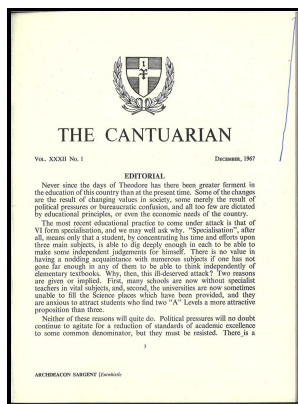 THE CANTUARIAN
VOL. XXXII No. 1 DECEMBER, 1967
EDITORIAL
Never since the days of Theodore has there been greater ferment in
the education of this country than at the present time. Some of the changes
are the result of changing values in society, some merely the result of
political pressures or bureaucratic confusion, and all too few are dictated
by educational principles, or even the economic needs of the country.
The most recent educational practice to come under attack is that of
VI form specialisation, and we may well ask why. "Specialisation", after
all, means only that a student, by concentrating his time and efforts upon
three main subjects, is able to dig deeply enough in each to be able to
make some independent judgements for himself. There is no value in
having a nodding acquaintance with numerous subjects if one has not
gone far enough in any of them to be able to think independently of
elementary textbooks. Why, then, this ill-deserved attack? Two reasons
are given or implied. First, many schools are now without specialist
teachers in vital subjects, and, second, the universities are now sometimes
unable to fill the Science places which have been provided, and they
are anxious to attract students who find two "A" Levels a more attractive
proposition than three.
Neither of these reasons will quite do. Political pressures will no doubt
continue to agitate for a reduction of standards of academic excellence
to some common denominator, but they must be resisted. There is a
3
ARCHDEACON SARGENT [Entwhistle